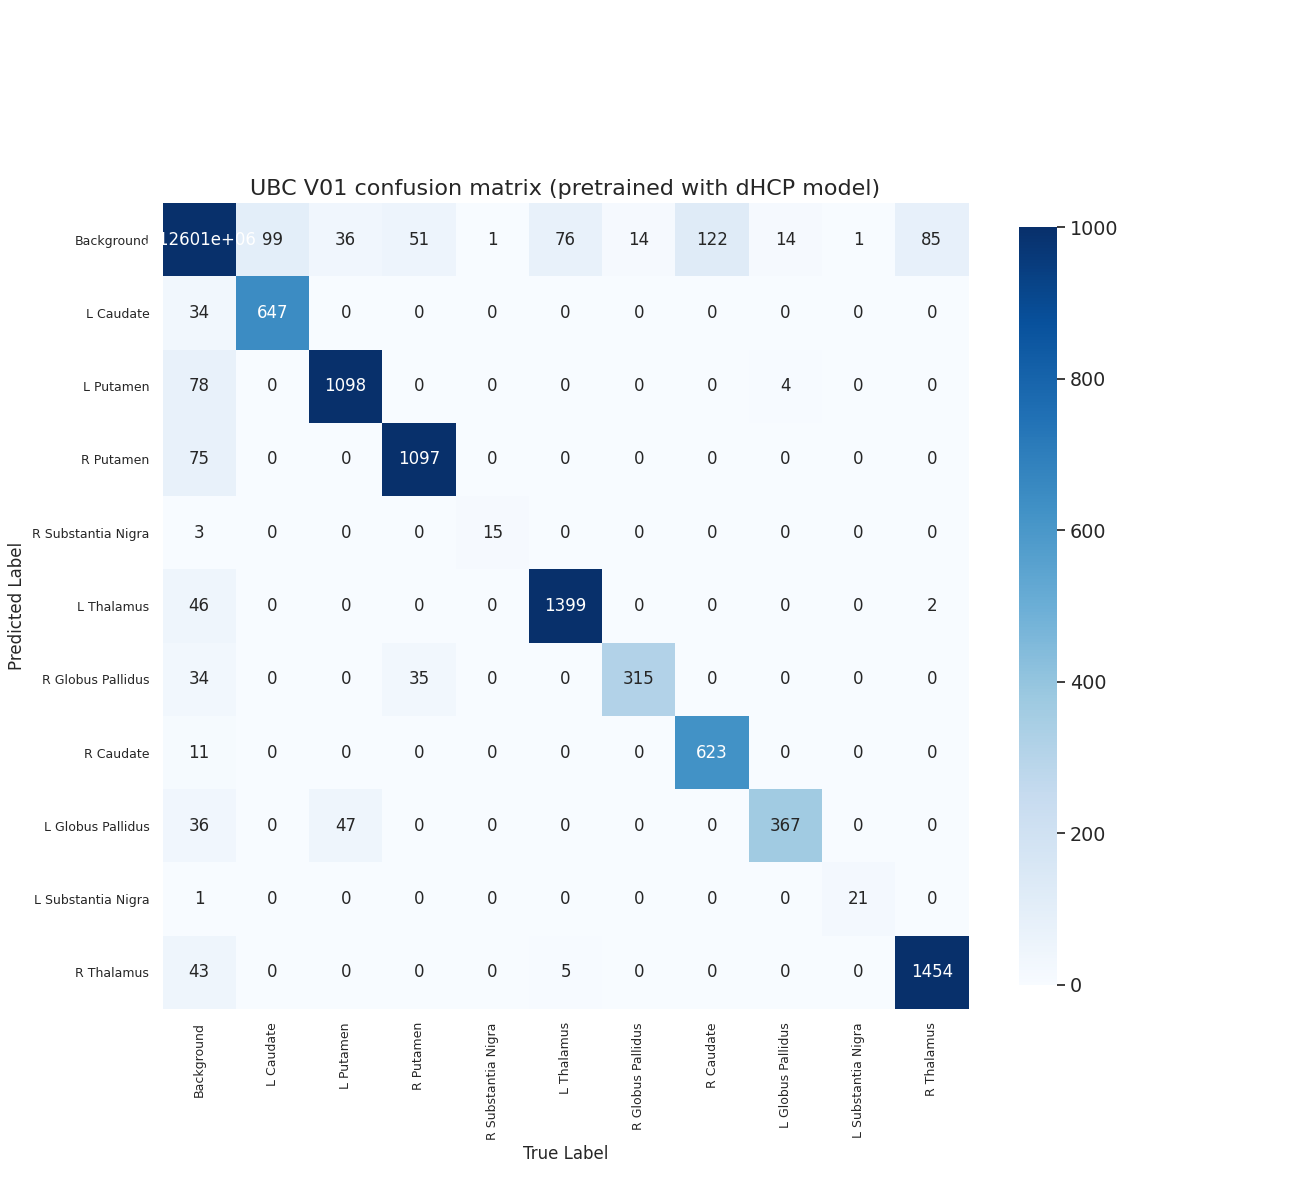 UBC V01 confusion matrix (pretrained with dHCP model)
Background 12601e+06 99 36 51 1 76 14 122 14 1 85
L Caudate 34 647 0 0 0 0 0 0 0 0 0
L Putamen 78 0 1098 0 0 0 0 0 4 0 0
R Putamen 75 0 0 1097 0 0 0 0 0 0 0
R Substantia Nigra 3 0 0 0 15 0 0 0 0 0 0
L Thalamus 46 0 0 0 0 1399 0 0 0 0 2
R Globus Pallidus 34 0 0 35 0 0 315 0 0 0 0
R Caudate 11 0 0 0 0 0 0 623 0 0 0
L Globus Pallidus 36 0 47 0 0 0 0 0 367 0 0
L Substantia Nigra 1 0 0 0 0 0 0 0 0 21 0
R Thalamus 43 0 0 0 0 5 0 0 0 0 1454
Predicted Label
Background
L Caudate
L Putamen
R Putamen
R Substantia Nigra
L Thalamus
R Globus Pallidus
R Caudate
L Globus Pallidus
L Substantia Nigra
R Thalamus
True Label
1000
800
600
400
200
0